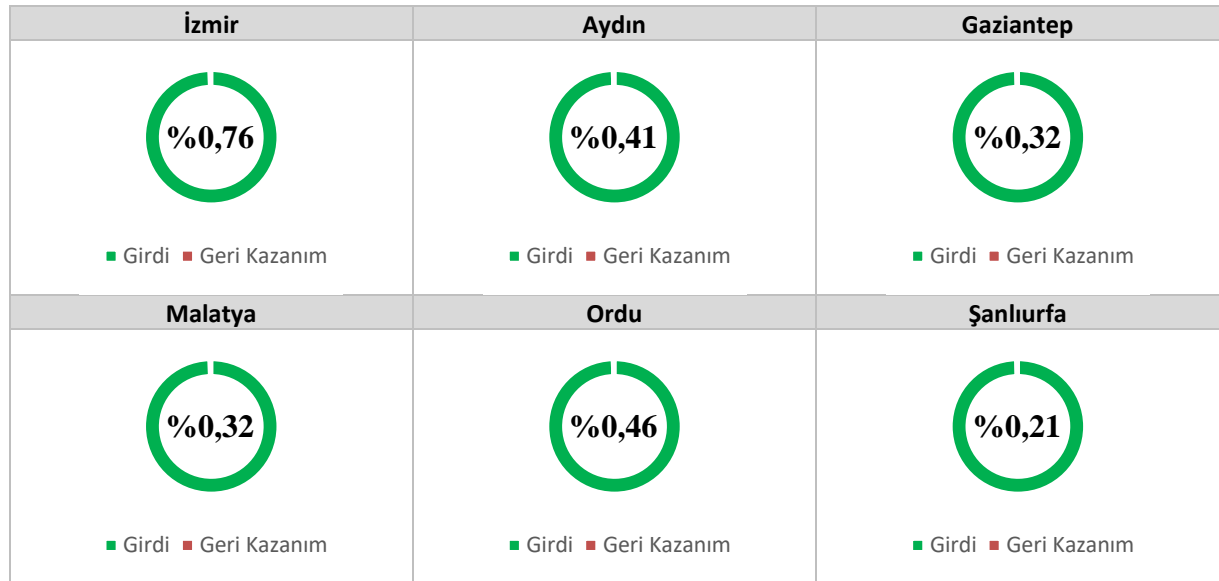 İzmir
Aydın
Gaziantep
%0,76
%0,41
%0,32
Girdi Geri Kazanım
Girdi Geri Kazanım
Girdi Geri Kazanım
Malatya
Ordu
Şanlıurfa
%0,32
%0,46
%0,21
Girdi Geri Kazanım
Girdi Geri Kazanım
Girdi Geri Kazanım